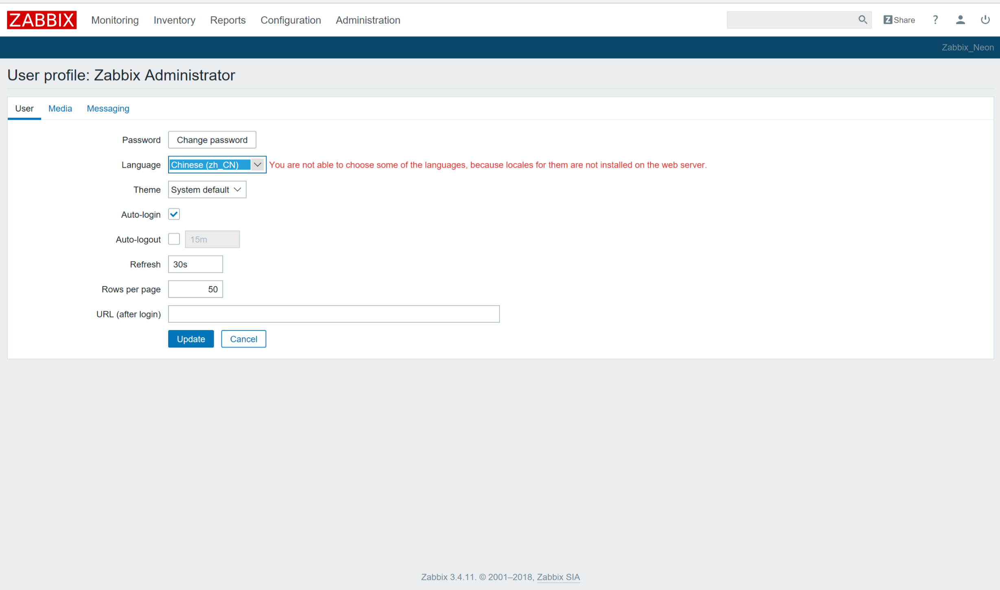 ZABBIX Monitoring Inventory Reports Configuration Administration Z Share ?
Zabbix_Neon
User profile: Zabbix Administrator
User Media Messaging
Password Change password
Language Chinese (zh_CN) You are not able to choose some of the languages, because locales for them are not installed on the web server.
Theme System default
Auto-login
Auto-logout 15m
Refresh 30s
Rows per page 50
URL (after login)
Update Cancel
Zabbix 3.4.11. © 2001–2018, Zabbix SIA